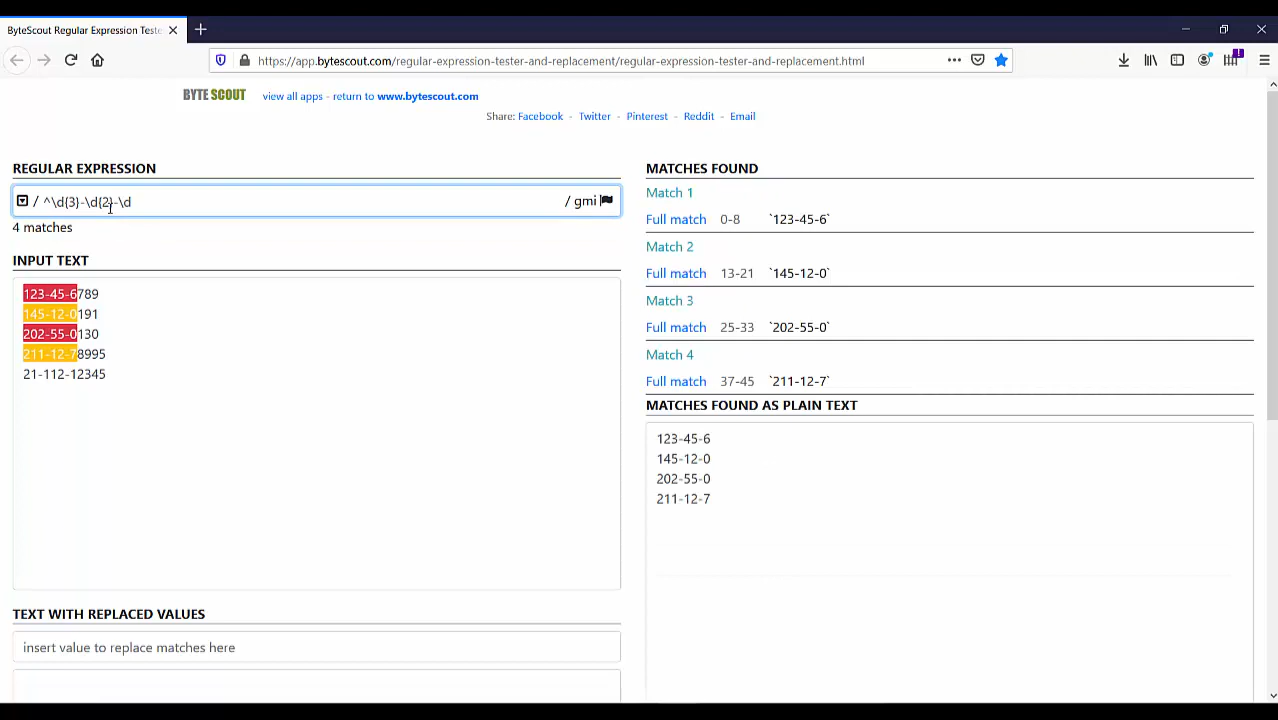 ByteScout Regular Expression Teste
https://app.bytescout.com/regular-expression-tester-and-replacement/regular-expression-tester-and-replacement.html
BYTE SCOUT view all apps - return to www.bytescout.com
Share: Facebook - Twitter - Pinterest - Reddit - Email
REGULAR EXPRESSION
/ ^\d{3}-\d{2}-\d / gmi
4 matches
INPUT TEXT
123-45-6789
145-12-0191
202-55-0130
211-12-78995
21-112-12345
TEXT WITH REPLACED VALUES
insert value to replace matches here
MATCHES FOUND
Match 1
Full match 0-8 `123-45-6`
Match 2
Full match 13-21 `145-12-0`
Match 3
Full match 25-33 `202-55-0`
Match 4
Full match 37-45 `211-12-7`
MATCHES FOUND AS PLAIN TEXT
123-45-6
145-12-0
202-55-0
211-12-7